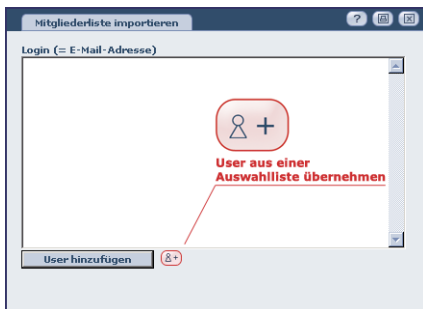 Mitgliederliste importieren
?
Login (= E-Mail-Adresse)
+
User aus einer
Auswahlliste übernehmen
User hinzufügen
+